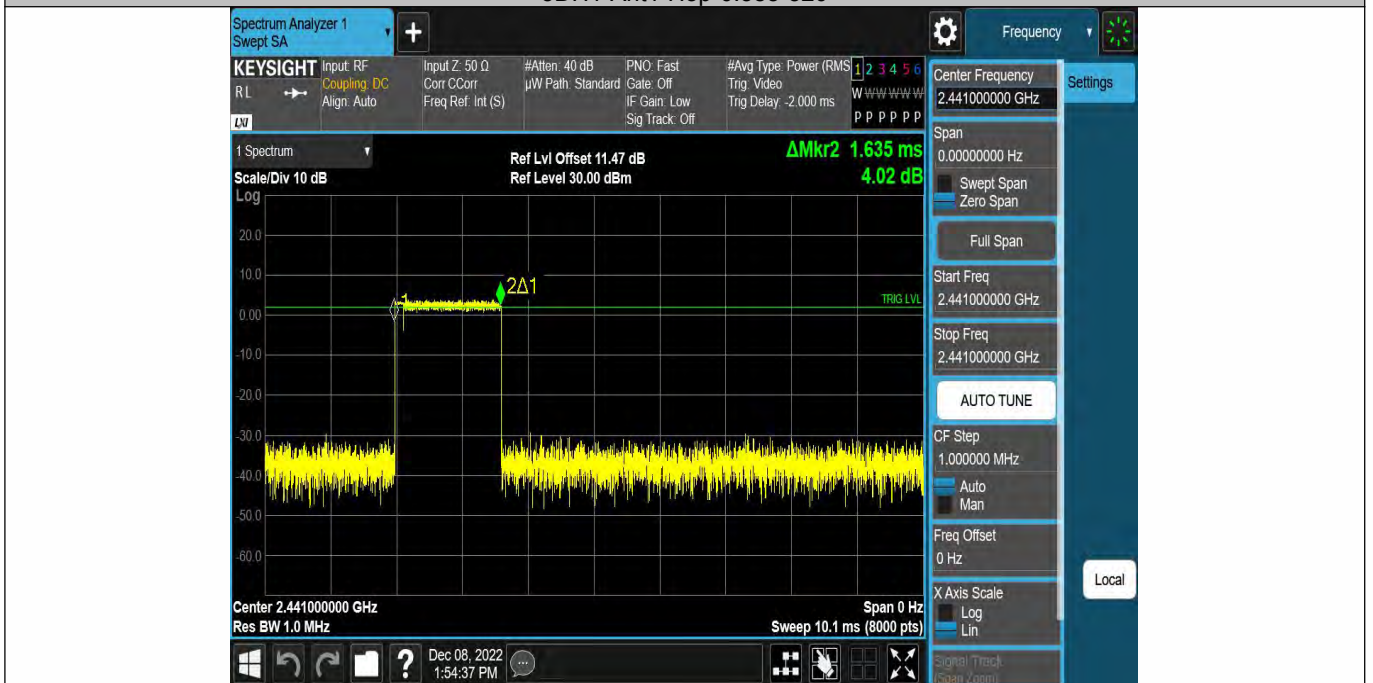 Spectrum Analyzer 1
Swept SA
+
Frequency
KEYSIGHT
RL
LXI
Input: RF
Coupling: DC
Align: Auto
Input Z: 50 Ω
Corr CCorr
Freq Ref: Int (S)
#Atten: 40 dB
µW Path: Standard
PNO: Fast
Gate: Off
IF Gain: Low
Sig Track: Off
#Avg Type: Power (RMS
Trig: Video
Trig Delay: -2.000 ms
1 2 3 4 5 6
W W W W W W
P P P P P P
1 Spectrum
Scale/Div 10 dB
Log
Ref Lvl Offset 11.47 dB
Ref Level 30.00 dBm
ΔMkr2 1.635 ms
4.02 dB
20.0
10.0
0.00
-10.0
-20.0
-30.0
-40.0
-50.0
-60.0
1
2Δ1
TRIG LVL
Center 2.441000000 GHz
Res BW 1.0 MHz
Span 0 Hz
Sweep 10.1 ms (8000 pts)
Center Frequency
2.441000000 GHz
Settings
Span
0.00000000 Hz
Swept Span
Zero Span
Full Span
Start Freq
2.441000000 GHz
Stop Freq
2.441000000 GHz
AUTO TUNE
CF Step
1.000000 MHz
Auto
Man
Freq Offset
0 Hz
X Axis Scale
Log
Lin
Local
Signal Track
(Span Zoom)
?
Dec 08, 2022
1:54:37 PM